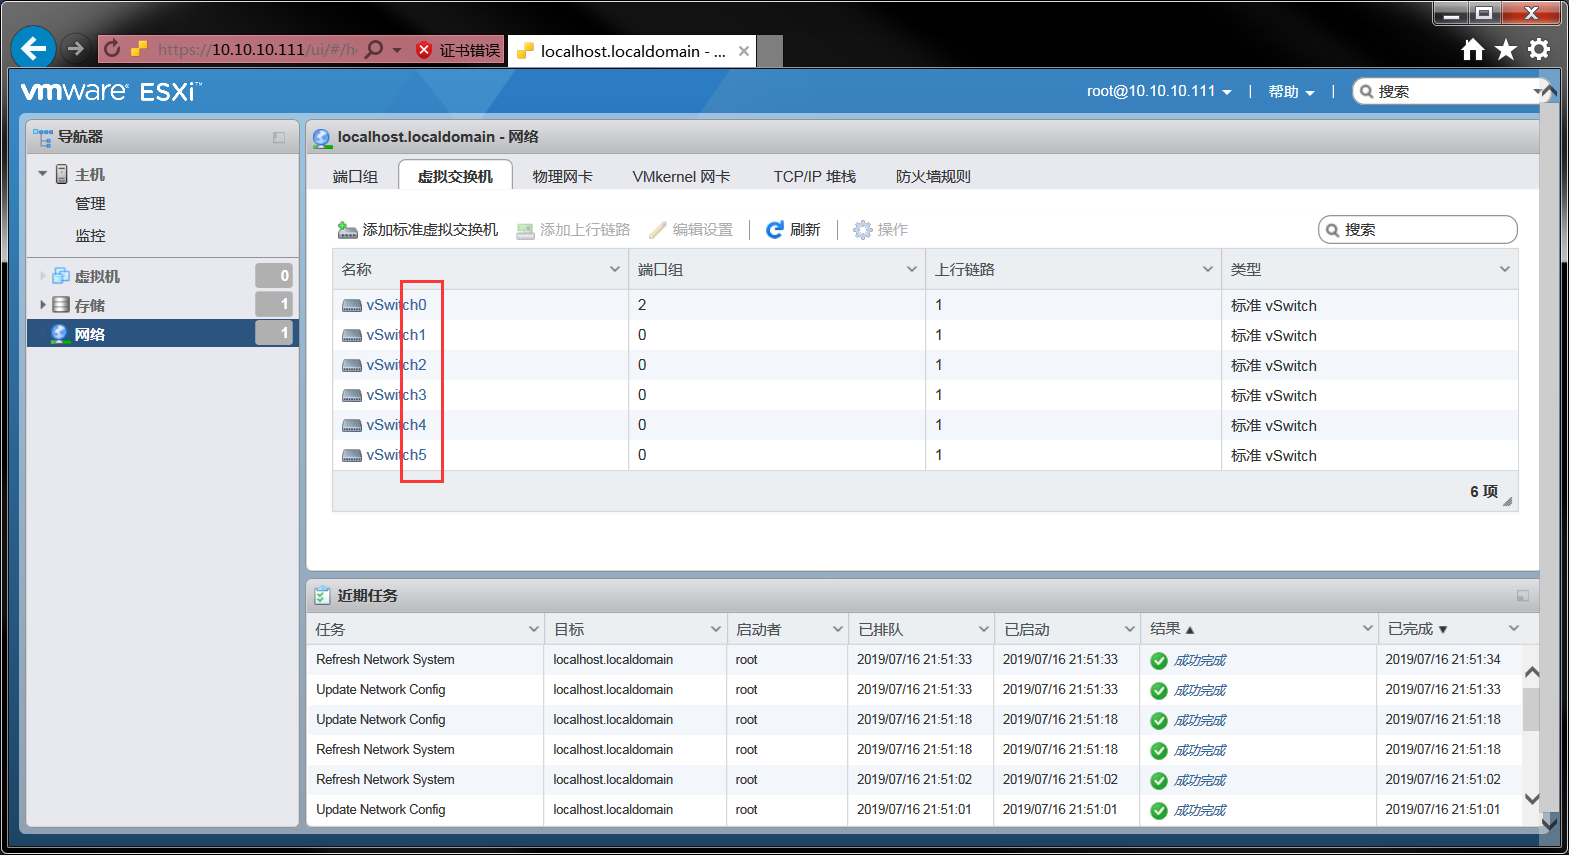 https://10.10.10.111/ui/#/h
证书错误
localhost.localdomain - ...
vmware ESXi™
root@10.10.10.111
帮助
搜索
导航器
主机
管理
监控
虚拟机 0
存储 1
网络 1
localhost.localdomain - 网络
端口组 虚拟交换机 物理网卡 VMkernel 网卡 TCP/IP 堆栈 防火墙规则
添加标准虚拟交换机 添加上行链路 编辑设置 刷新 操作 搜索
名称 端口组 上行链路 类型
vSwitch0 2 1 标准 vSwitch
vSwitch1 0 1 标准 vSwitch
vSwitch2 0 1 标准 vSwitch
vSwitch3 0 1 标准 vSwitch
vSwitch4 0 1 标准 vSwitch
vSwitch5 0 1 标准 vSwitch
6 项
近期任务
任务 目标 启动者 已排队 已启动 结果 ▲ 已完成 ▼
Refresh Network System localhost.localdomain root 2019/07/16 21:51:33 2019/07/16 21:51:33 成功完成 2019/07/16 21:51:34
Update Network Config localhost.localdomain root 2019/07/16 21:51:33 2019/07/16 21:51:33 成功完成 2019/07/16 21:51:33
Update Network Config localhost.localdomain root 2019/07/16 21:51:18 2019/07/16 21:51:18 成功完成 2019/07/16 21:51:18
Refresh Network System localhost.localdomain root 2019/07/16 21:51:18 2019/07/16 21:51:18 成功完成 2019/07/16 21:51:18
Refresh Network System localhost.localdomain root 2019/07/16 21:51:02 2019/07/16 21:51:02 成功完成 2019/07/16 21:51:02
Update Network Config localhost.localdomain root 2019/07/16 21:51:01 2019/07/16 21:51:01 成功完成 2019/07/16 21:51:01